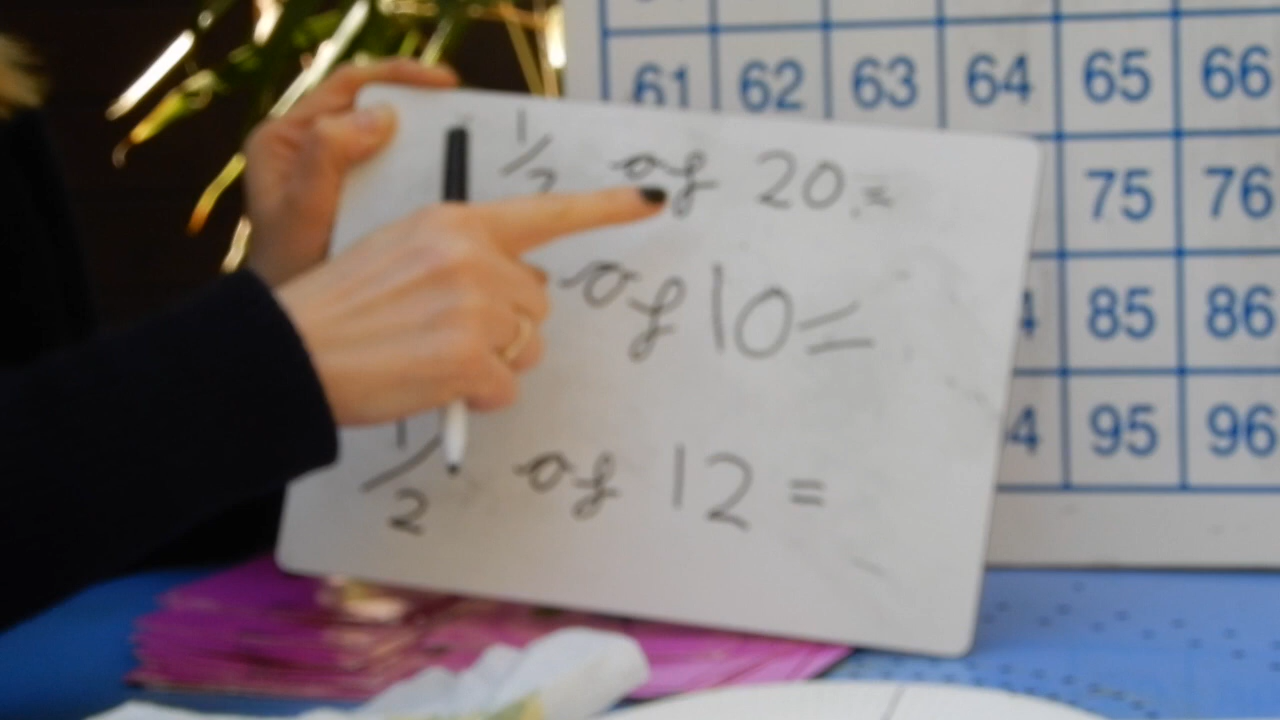 1/2 of 20.=
of 10=
1/2 of 12 =
61 62 63 64 65 66
75 76
85 86
95 96